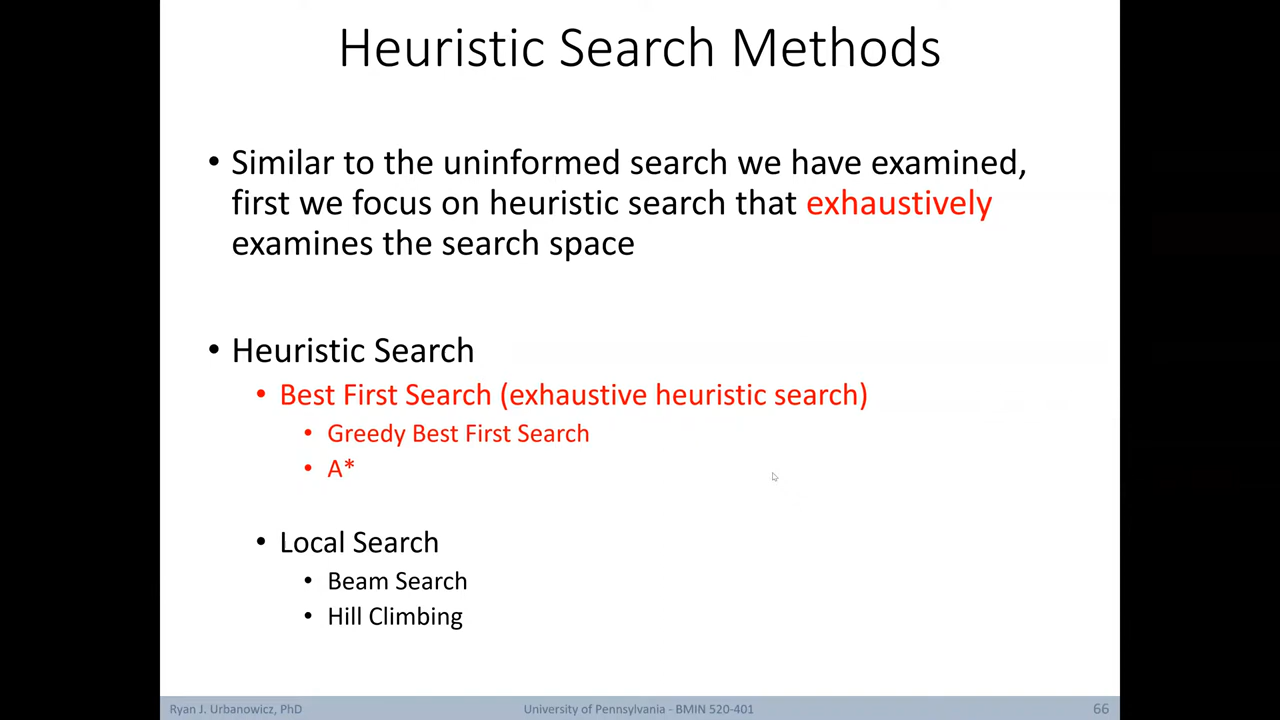 Heuristic Search Methods
• Similar to the uninformed search we have examined,
first we focus on heuristic search that exhaustively
examines the search space
• Heuristic Search
• Best First Search (exhaustive heuristic search)
• Greedy Best First Search
• A*
• Local Search
• Beam Search
• Hill Climbing
Ryan J. Urbanowicz, PhD
University of Pennsylvania - BMIN 520-401
66